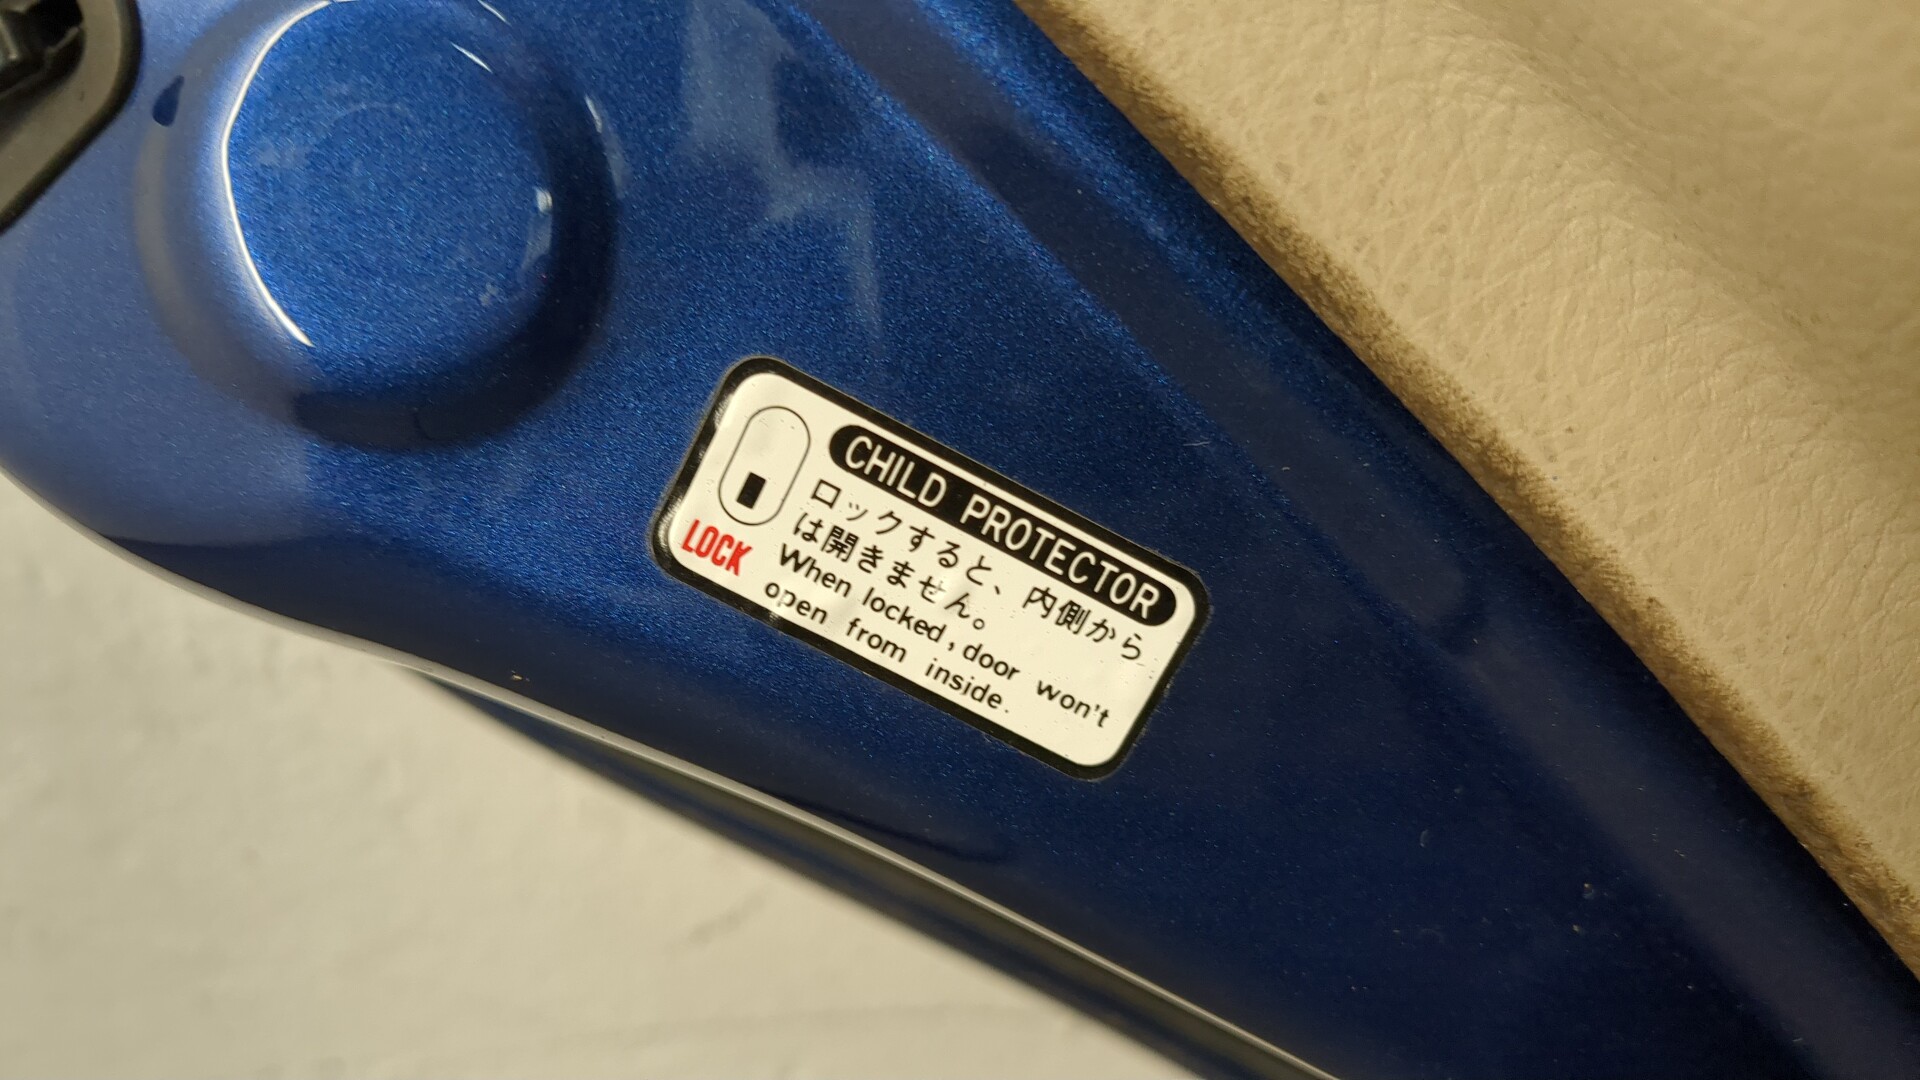 CHILD PROTECTOR
ロックすると、内側から
は開きません。
When locked, door won't
open from inside.
LOCK